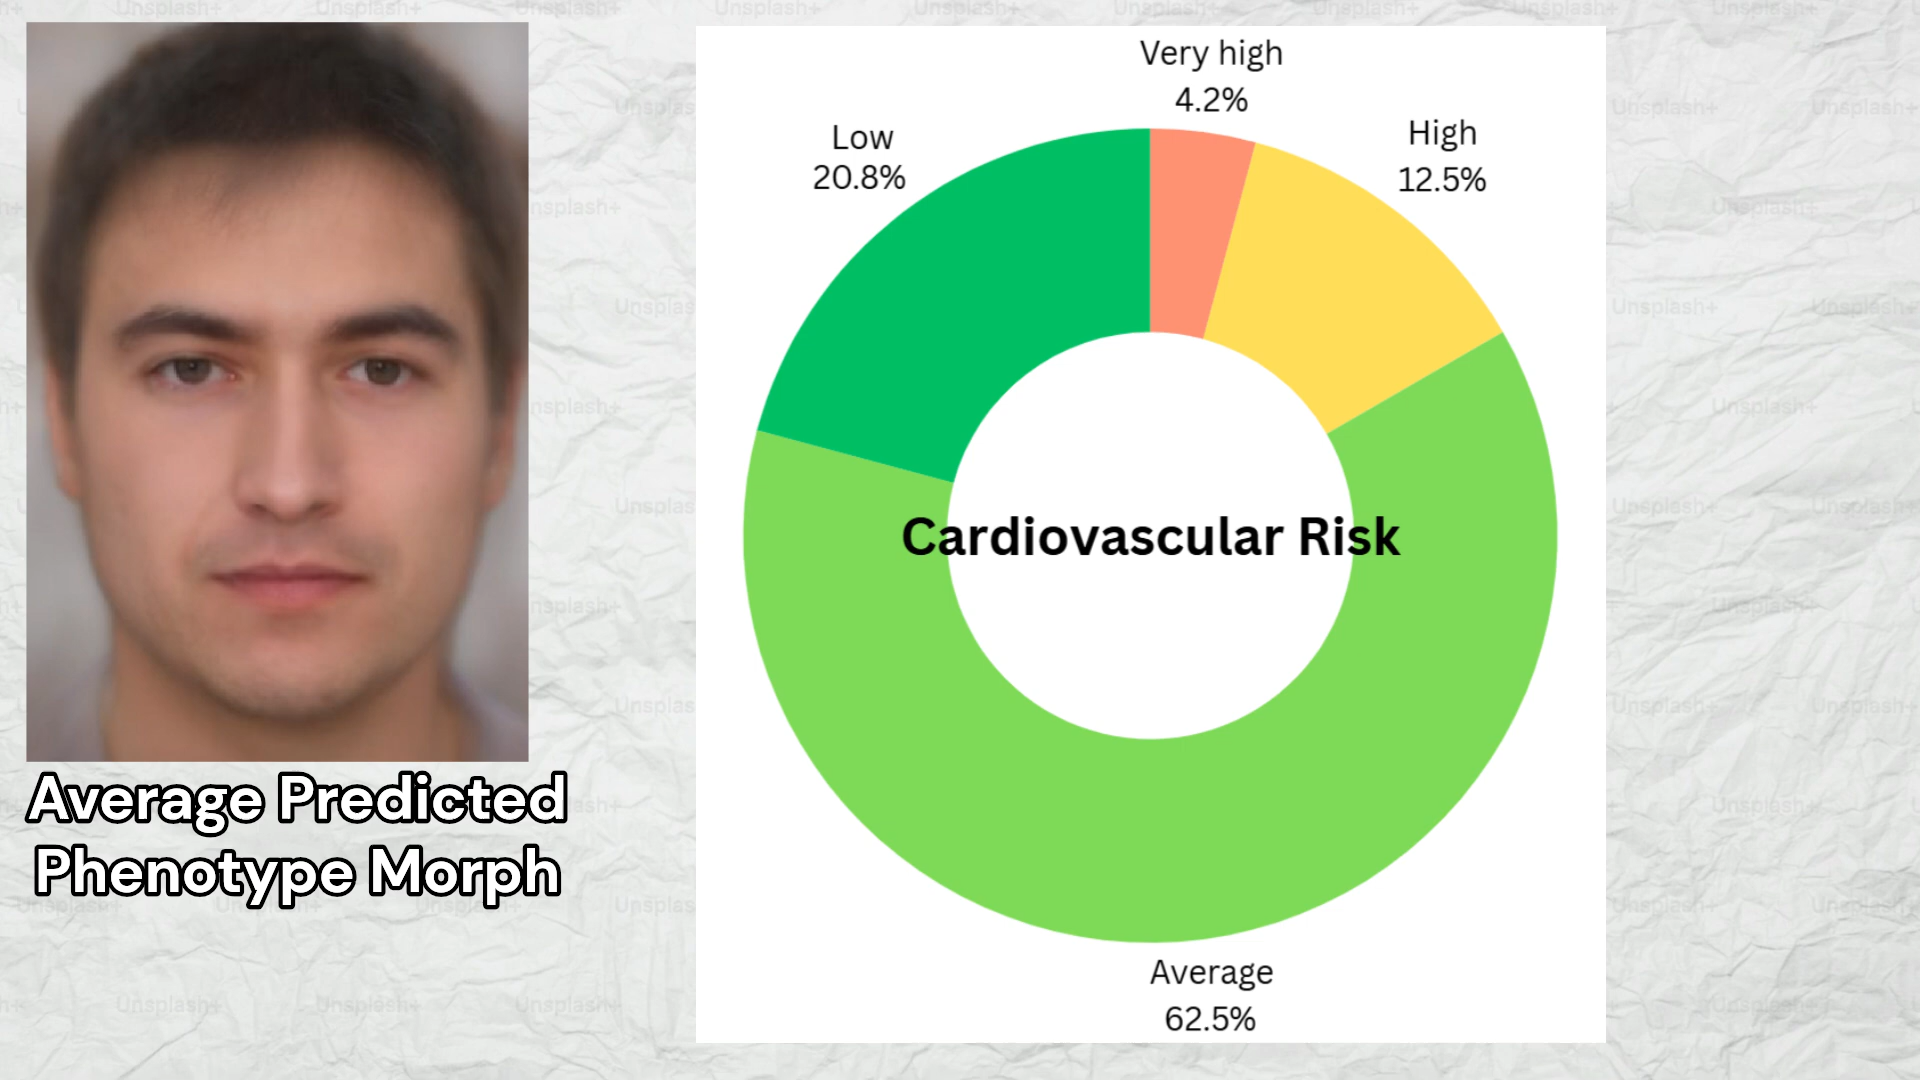 Very high
4.2%
Low
20.8%
High
12.5%
Cardiovascular Risk
Average
62.5%
Average Predicted
Phenotype Morph
Unsplash+